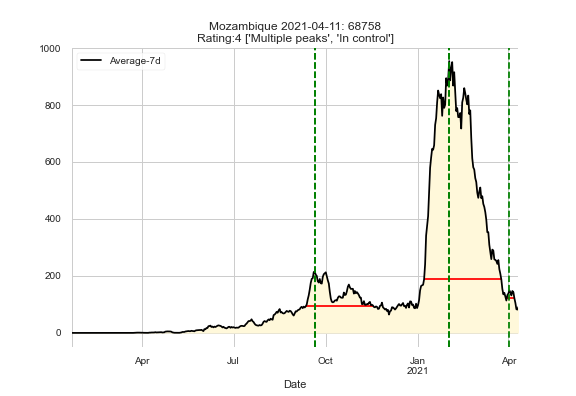 Mozambique 2021-04-11: 68758
Rating:4 ['Multiple peaks', 'In control']
1000
Average-7d
800
600
400
200
0
Apr Jul Oct Jan Apr
2021
Date